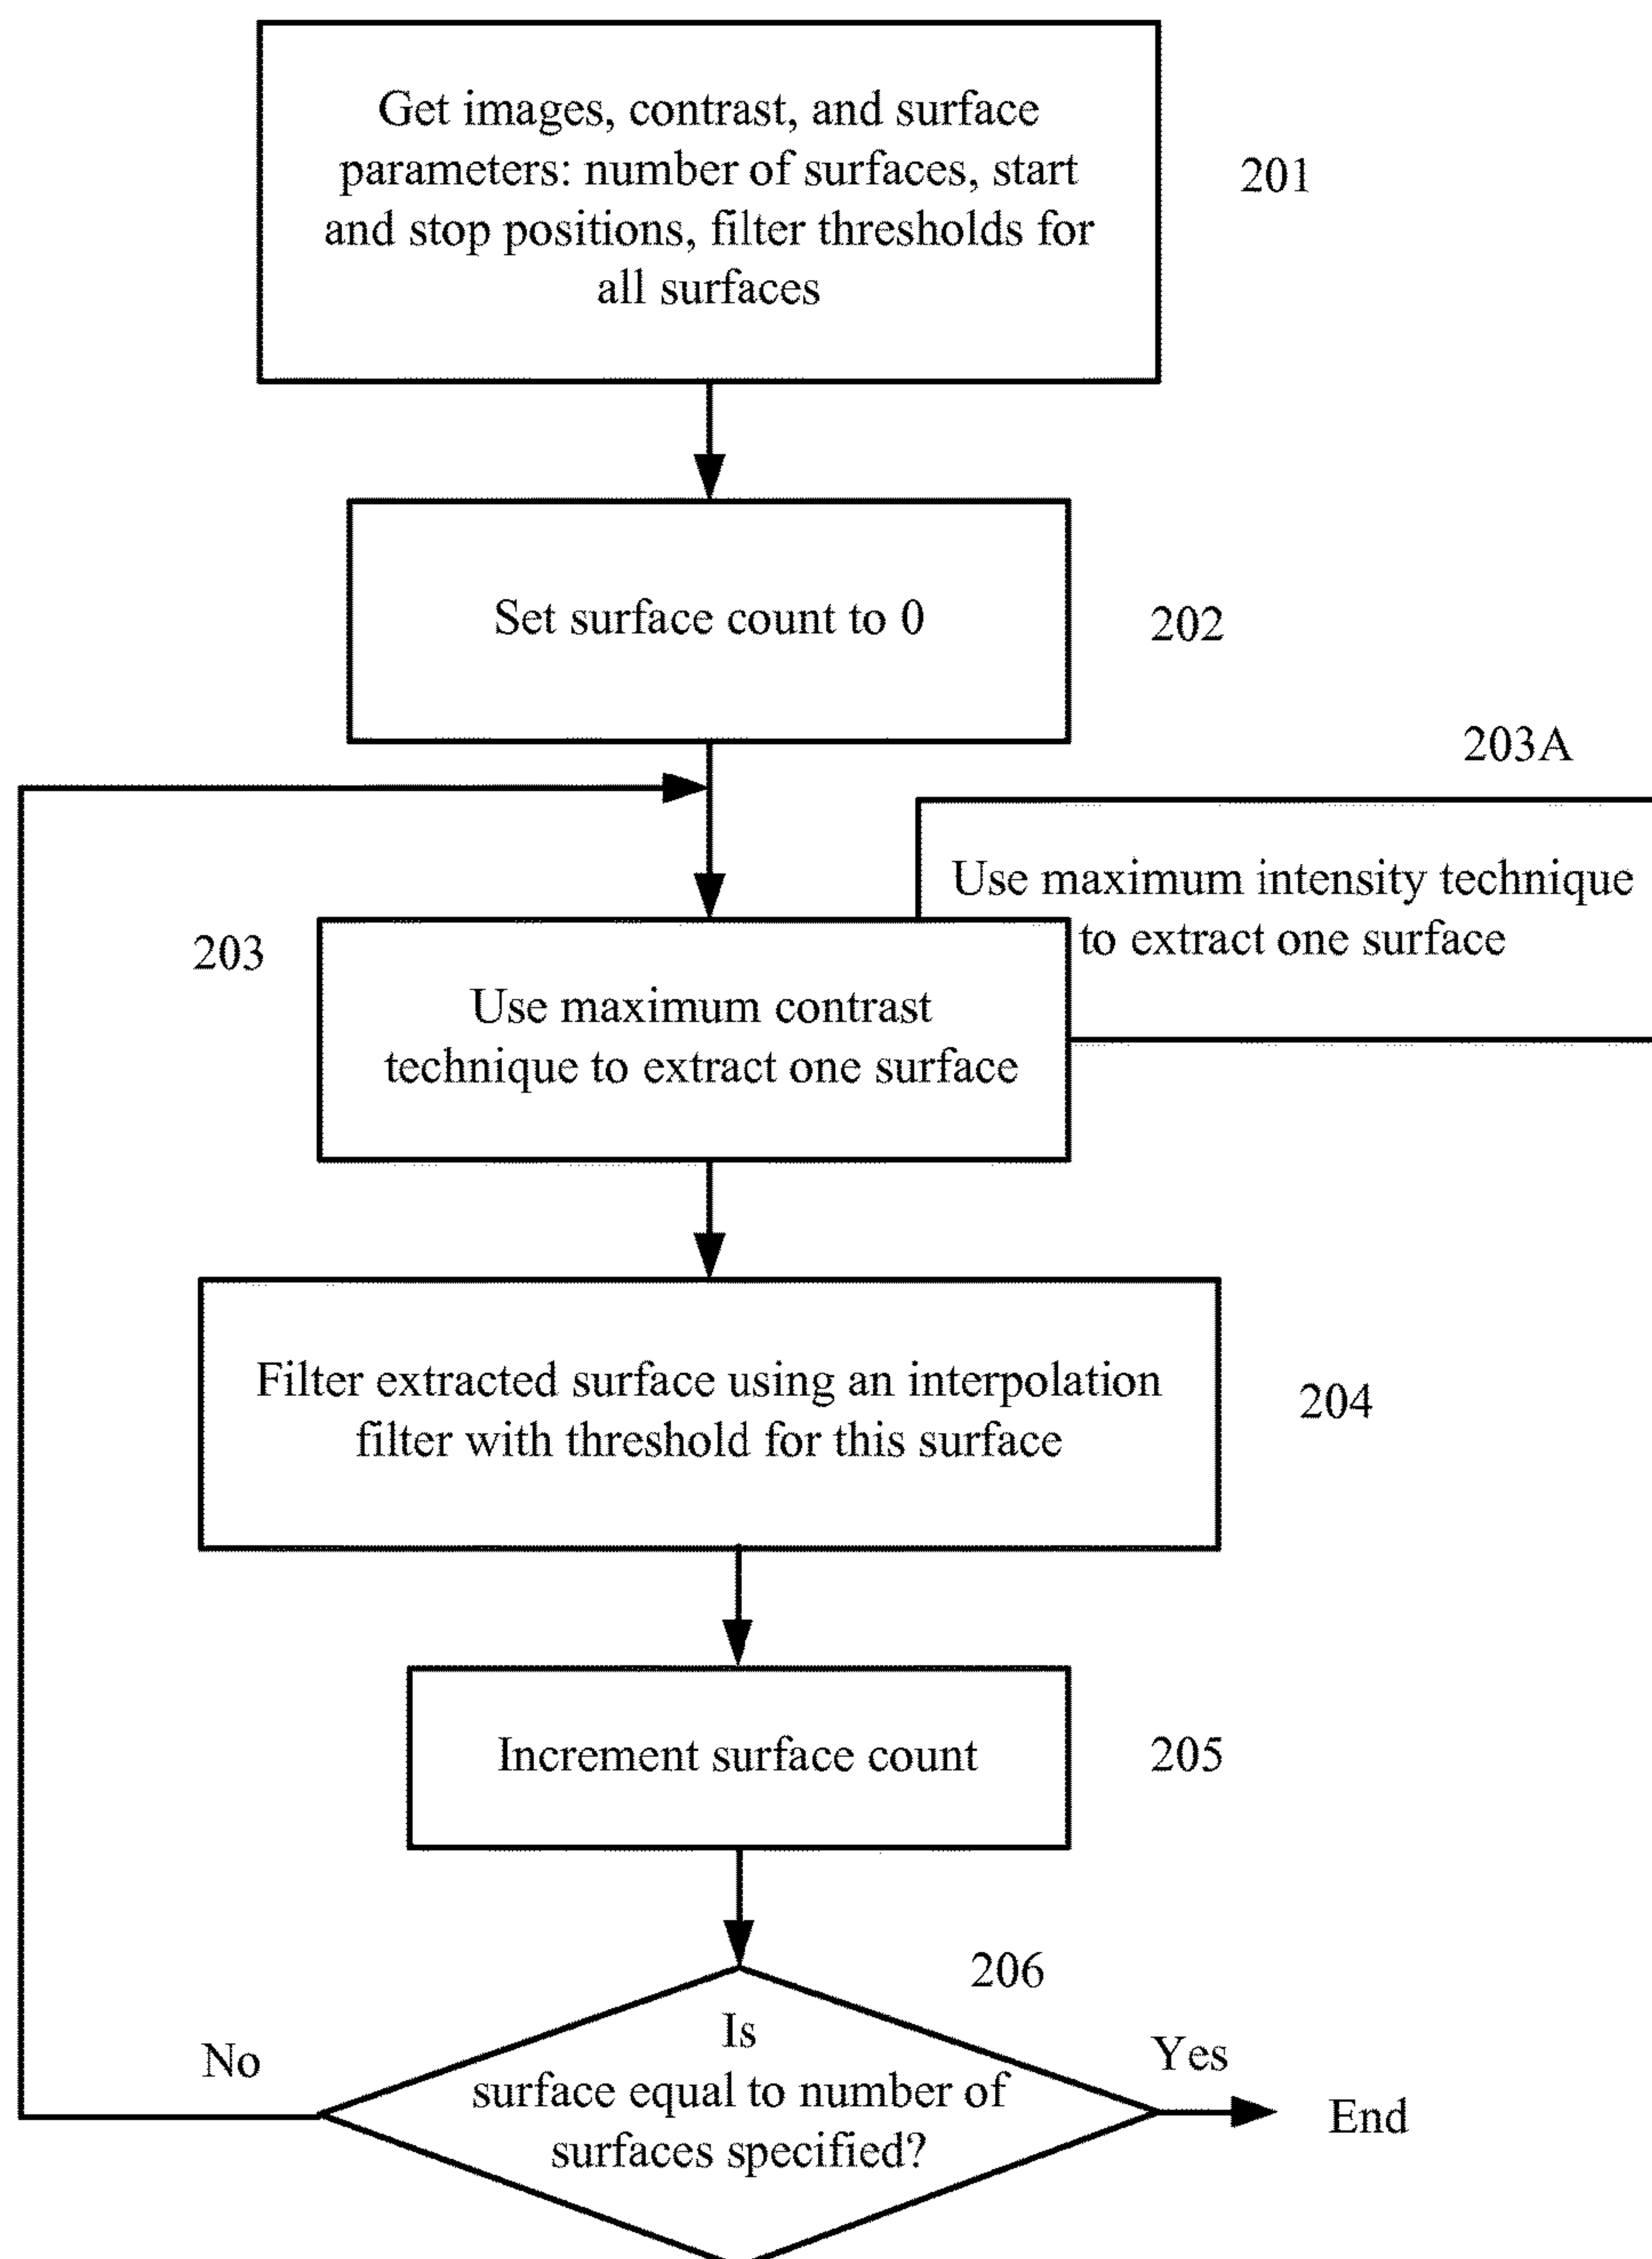 Get images, contrast, and surface
parameters: number of surfaces, start
and stop positions, filter thresholds for
all surfaces
201
Set surface count to 0
202
203A
Use maximum intensity technique
to extract one surface
203
Use maximum contrast
technique to extract one surface
Filter extracted surface using an interpolation
filter with threshold for this surface
204
Increment surface count
205
206
Is
surface equal to number of
surfaces specified?
No
Yes
End